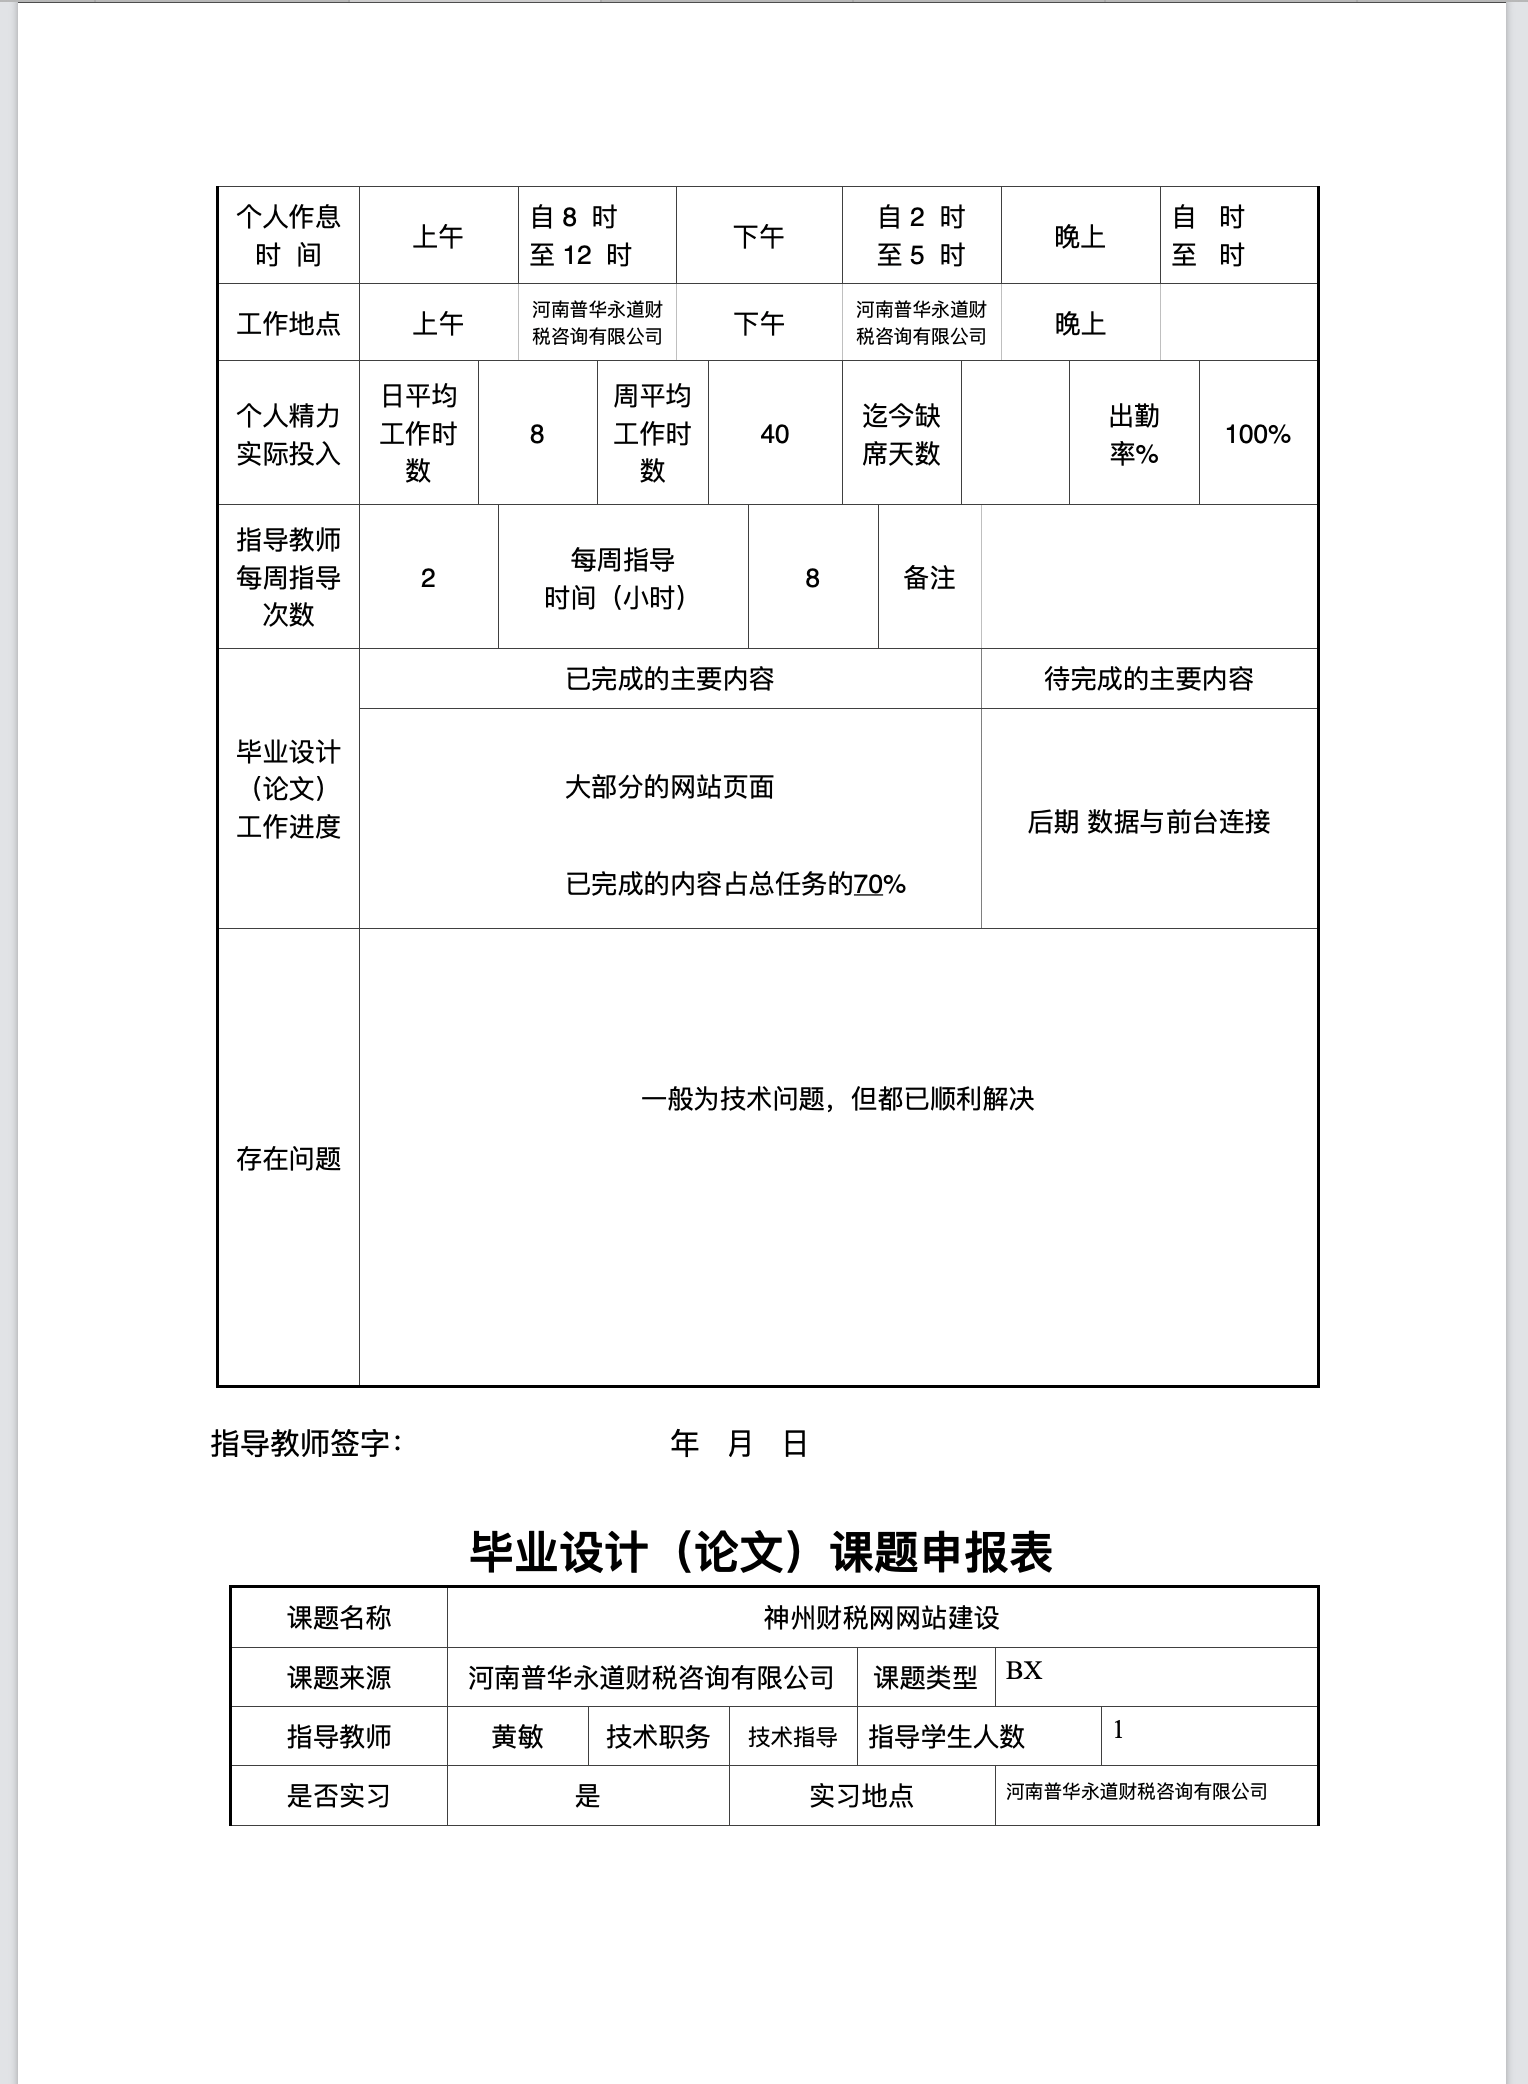 个人作息
时 间
上午
自 8 时
至 12 时
下午
自 2 时
至 5 时
晚上
自 时
至 时
工作地点
上午
河南普华永道财
税咨询有限公司
下午
河南普华永道财
税咨询有限公司
晚上
个人精力
实际投入
日平均
工作时
数
8
周平均
工作时
数
40
迄今缺
席天数
出勤
率%
100%
指导教师
每周指导
次数
2
每周指导
时间（小时）
8
备注
毕业设计
（论文）
工作进度
已完成的主要内容
待完成的主要内容
大部分的网站页面
已完成的内容占总任务的70%
后期 数据与前台连接
存在问题
一般为技术问题，但都已顺利解决
指导教师签字： 年 月 日
毕业设计（论文）课题申报表
课题名称
神州财税网网站建设
课题来源
河南普华永道财税咨询有限公司
课题类型
BX
指导教师
黄敏
技术职务
技术指导
指导学生人数
1
是否实习
是
实习地点
河南普华永道财税咨询有限公司